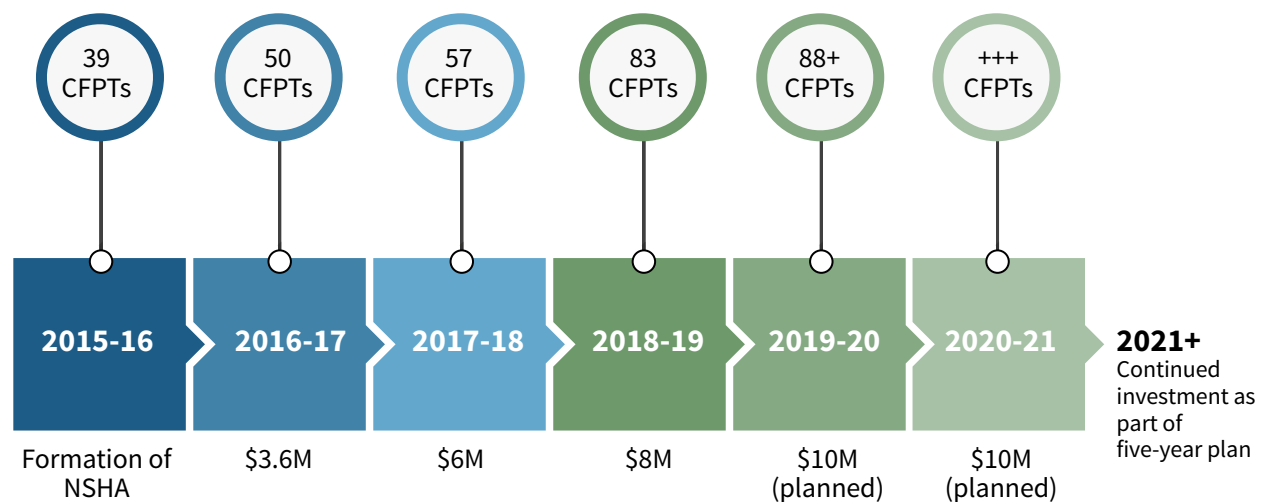 39
CFPTs
50
CFPTs
57
CFPTs
83
CFPTs
88+
CFPTs
+++
CFPTs
2015-16
2016-17
2017-18
2018-19
2019-20
2020-21
2021+
Continued
investment as
part of
five-year plan
Formation of
NSHA
$3.6M
$6M
$8M
$10M
(planned)
$10M
(planned)